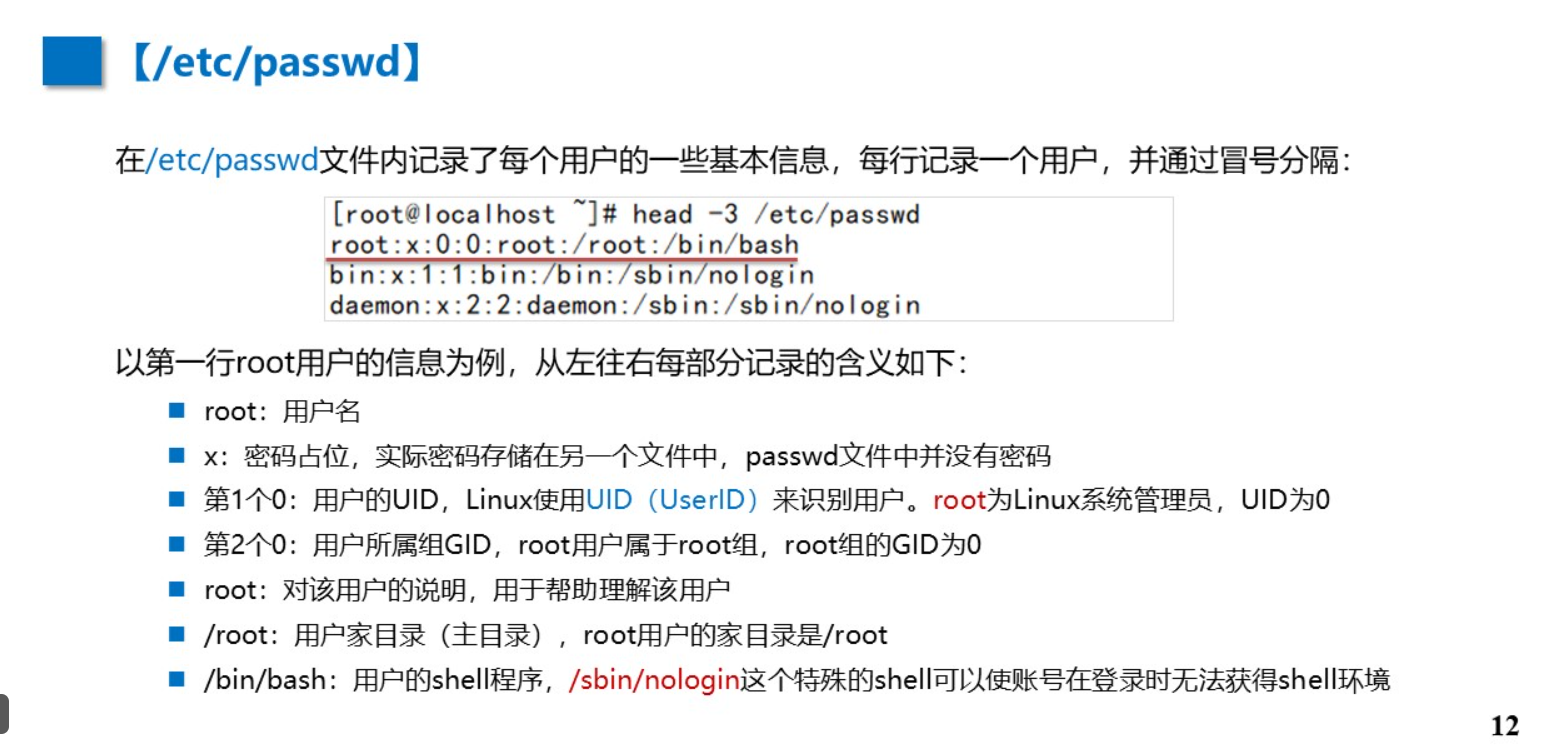 【/etc/passwd】
在/etc/passwd文件内记录了每个用户的一些基本信息，每行记录一个用户，并通过冒号分隔：
[root@localhost ~]# head -3 /etc/passwd
root:x:0:0:root:/root:/bin/bash
bin:x:1:1:bin:/bin:/sbin/nologin
daemon:x:2:2:daemon:/sbin:/sbin/nologin
以第一行root用户的信息为例，从左往右每部分记录的含义如下：
root：用户名
x：密码占位，实际密码存储在另一个文件中，passwd文件中并没有密码
第1个0：用户的UID，Linux使用UID（UserID）来识别用户。root为Linux系统管理员，UID为0
第2个0：用户所属组GID，root用户属于root组，root组的GID为0
root：对该用户的说明，用于帮助理解该用户
/root：用户家目录（主目录），root用户的家目录是/root
/bin/bash：用户的shell程序，/sbin/nologin这个特殊的shell可以使账号在登录时无法获得shell环境
12